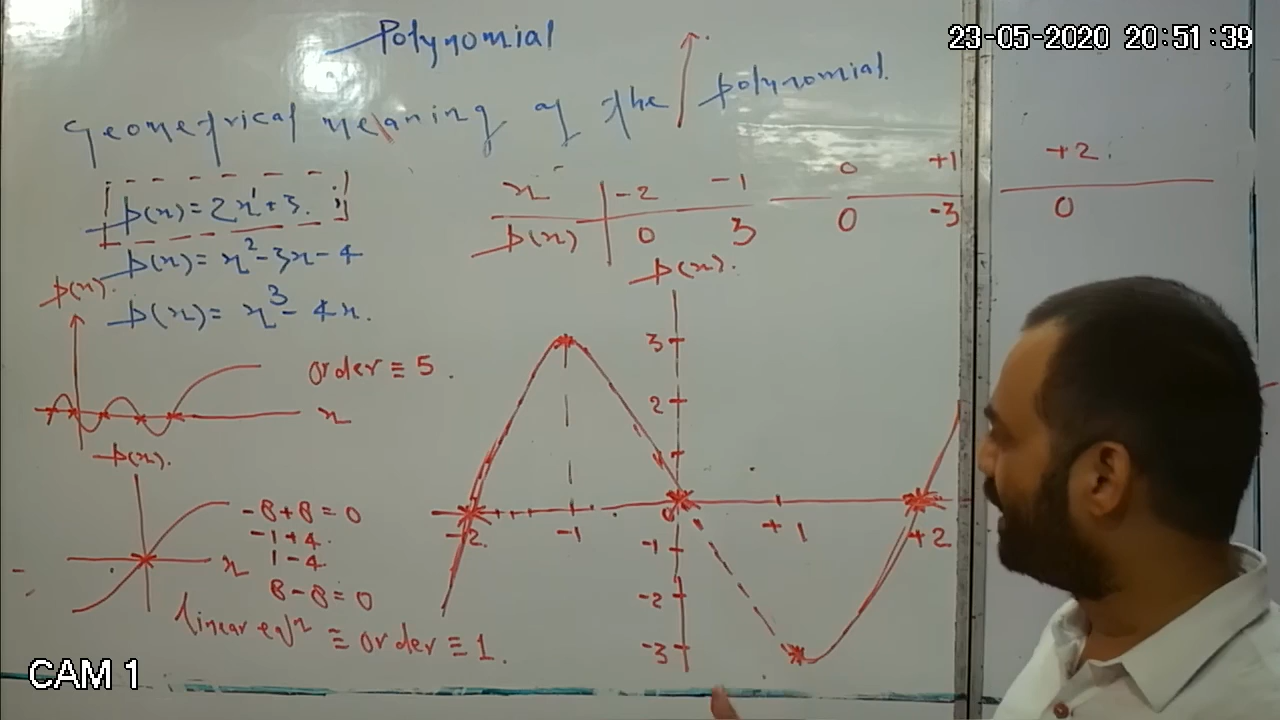 Polynomial
23-05-2020 20:51:39
Geometrical meaning of the polynomial.
p(x) = 2x¹+3.
p(x) = x²-3x-4
p(x) = x³-4x.
x -2 -1 0 +1 +2.
p(x) 0 3 0 -3 0
p(x).
x
order ≡ 5.
p(x).
x
-8+8=0
-1+4.
1-4
8-8=0
linear eqⁿ ≡ order ≡ 1.
p(x).
3
2
-2. -1 0 +1 +2
-1
-2
-3
CAM 1